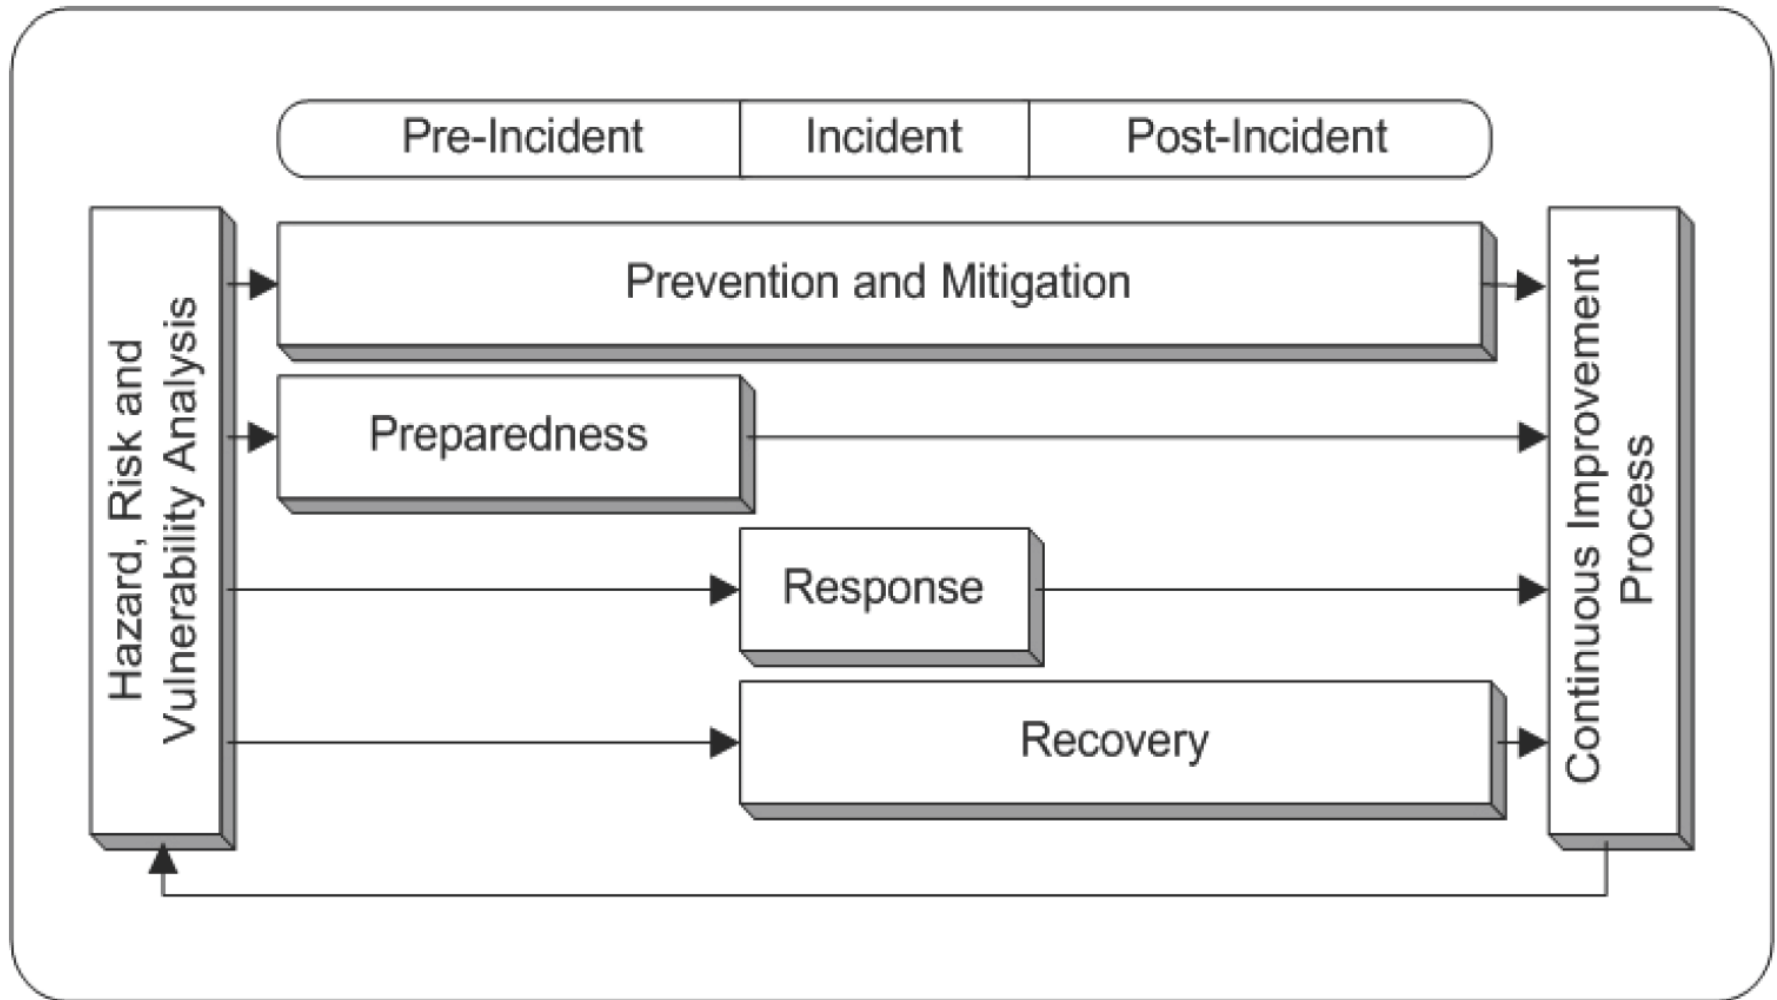 Pre-Incident
Incident
Post-Incident
Hazard, Risk and
Vulnerability Analysis
Prevention and Mitigation
Preparedness
Response
Recovery
Continuous Improvement
Process